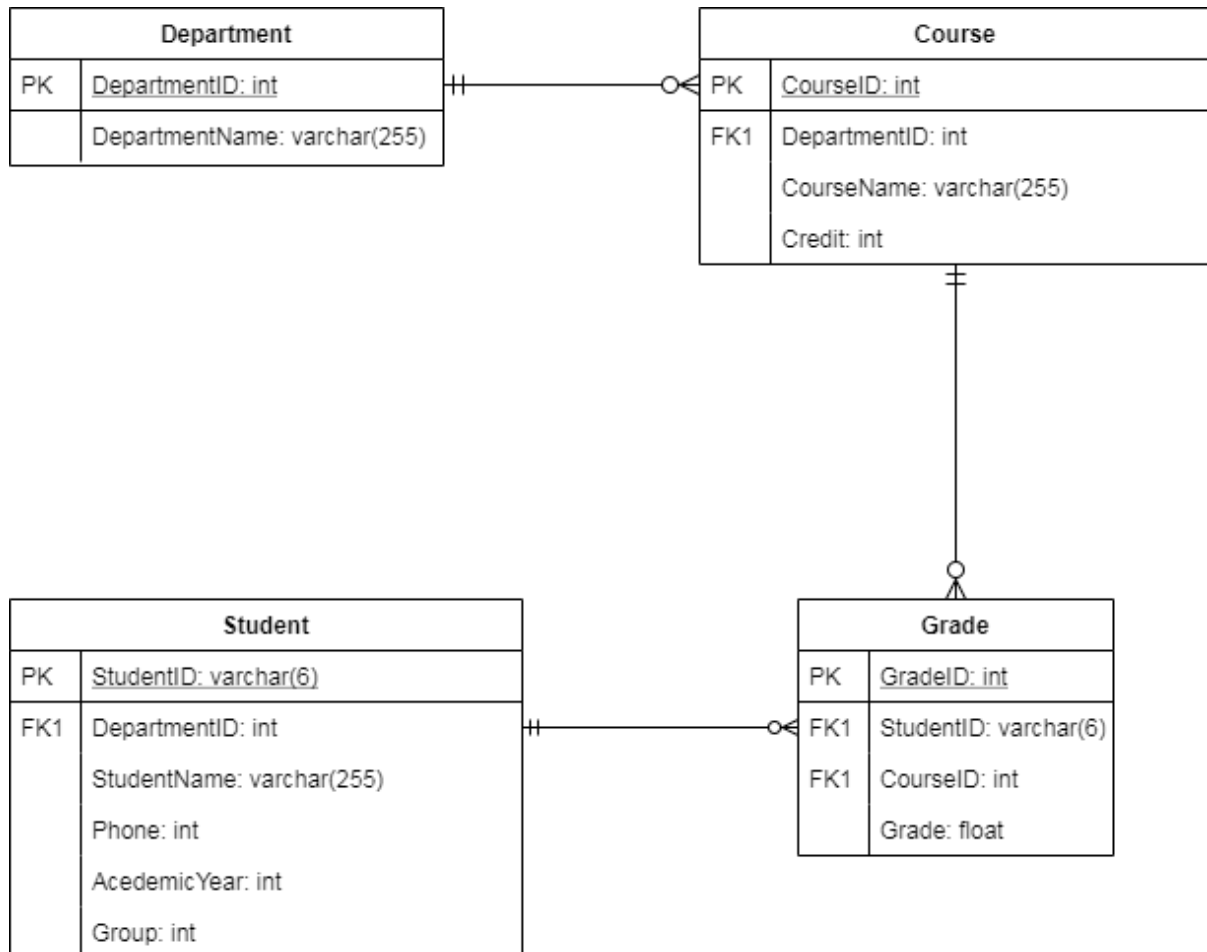 Department
PK DepartmentID: int
DepartmentName: varchar(255)
Course
PK CourseID: int
FK1 DepartmentID: int
CourseName: varchar(255)
Credit: int
Student
PK StudentID: varchar(6)
FK1 DepartmentID: int
StudentName: varchar(255)
Phone: int
AcedemicYear: int
Group: int
Grade
PK GradeID: int
FK1 StudentID: varchar(6)
FK1 CourseID: int
Grade: float